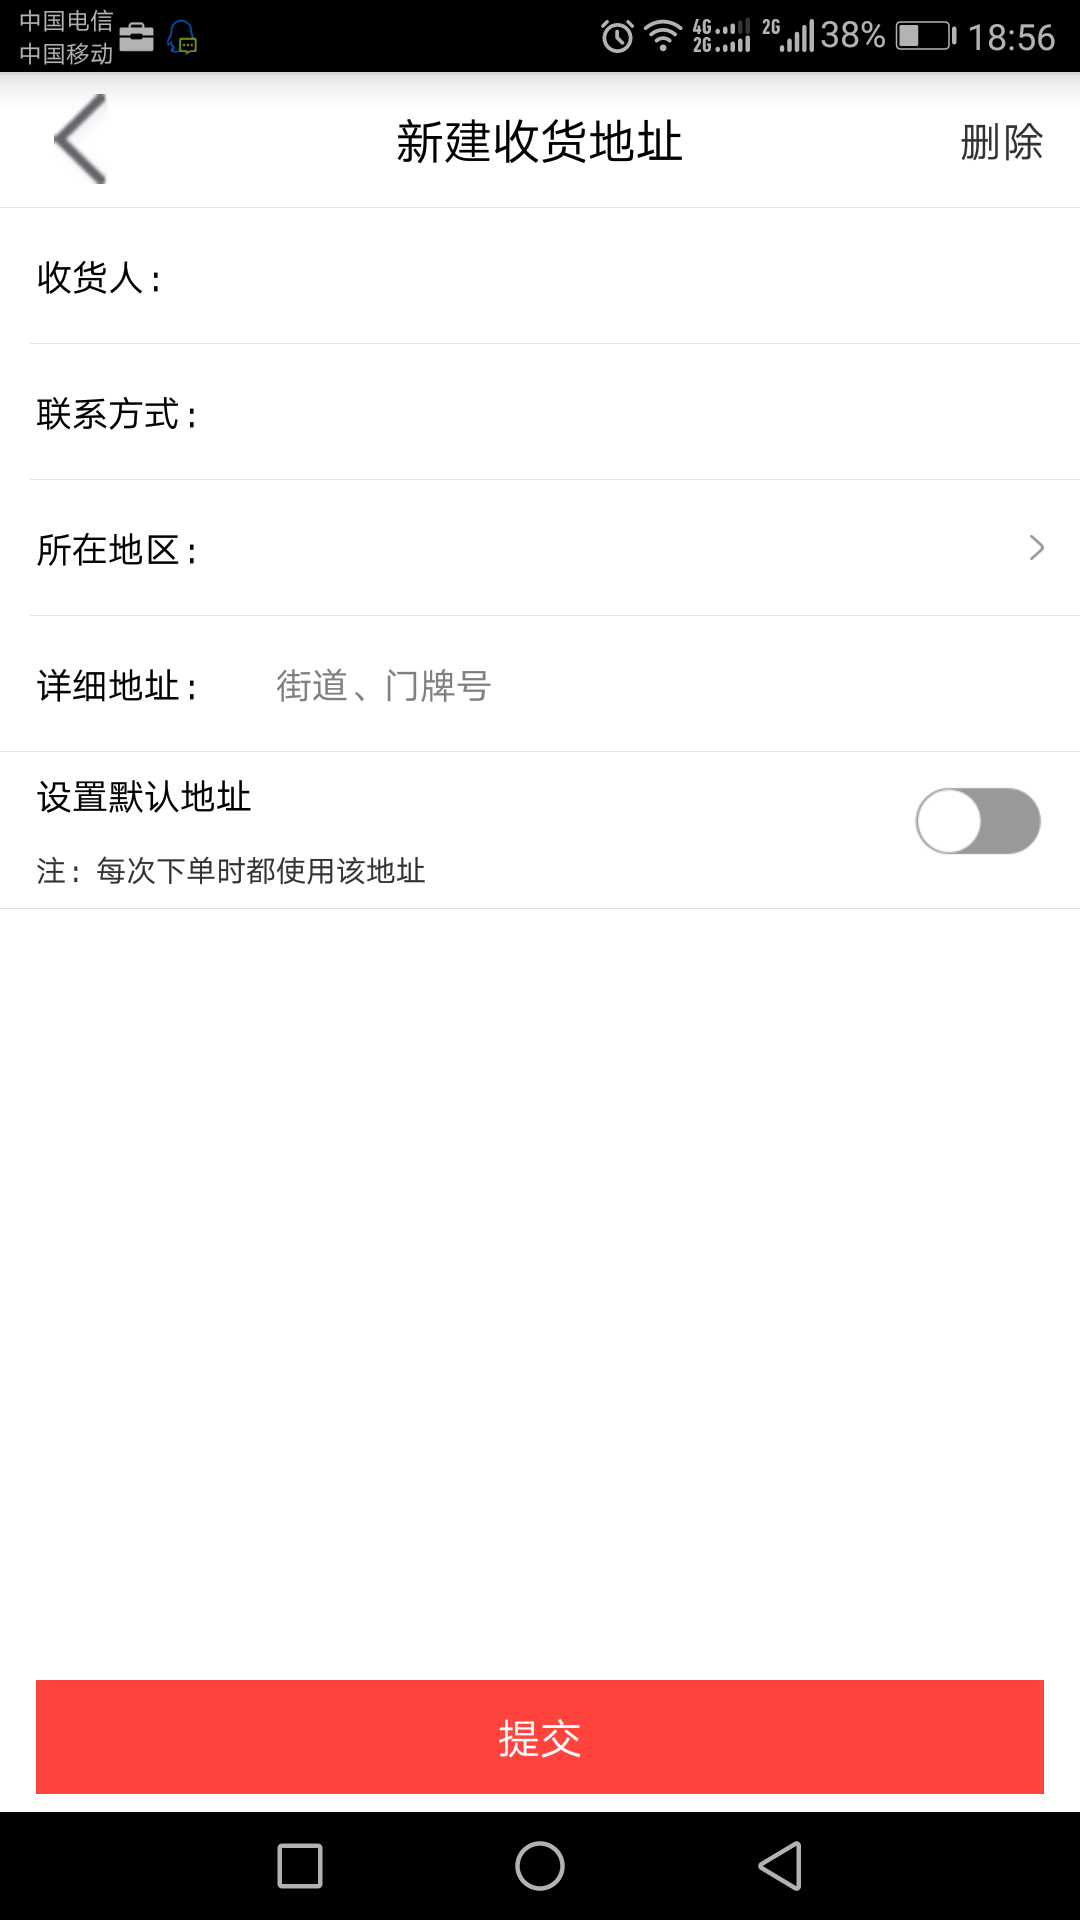 中国电信
中国移动
4G 2G 2G 38% 18:56
新建收货地址 删除
收货人:
联系方式:
所在地区:
详细地址: 街道、门牌号
设置默认地址
注: 每次下单时都使用该地址
提交